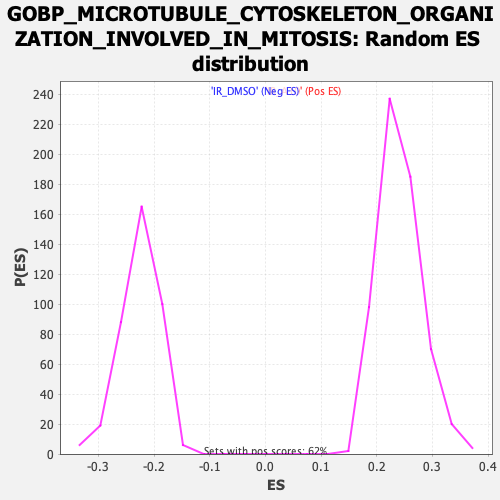 GOBP_MICROTUBULE_CYTOSKELETON_ORGANI
ZATION_INVOLVED_IN_MITOSIS: Random ES
distribution
'IR_DMSO' (Neg ES)' (Pos ES)
240
220
200
180
160
140
120
100
80
60
40
20
0
P(ES)
Sets with pos scores: 62%
-0.3 -0.2 -0.1 0.0 0.1 0.2 0.3 0.4
ES